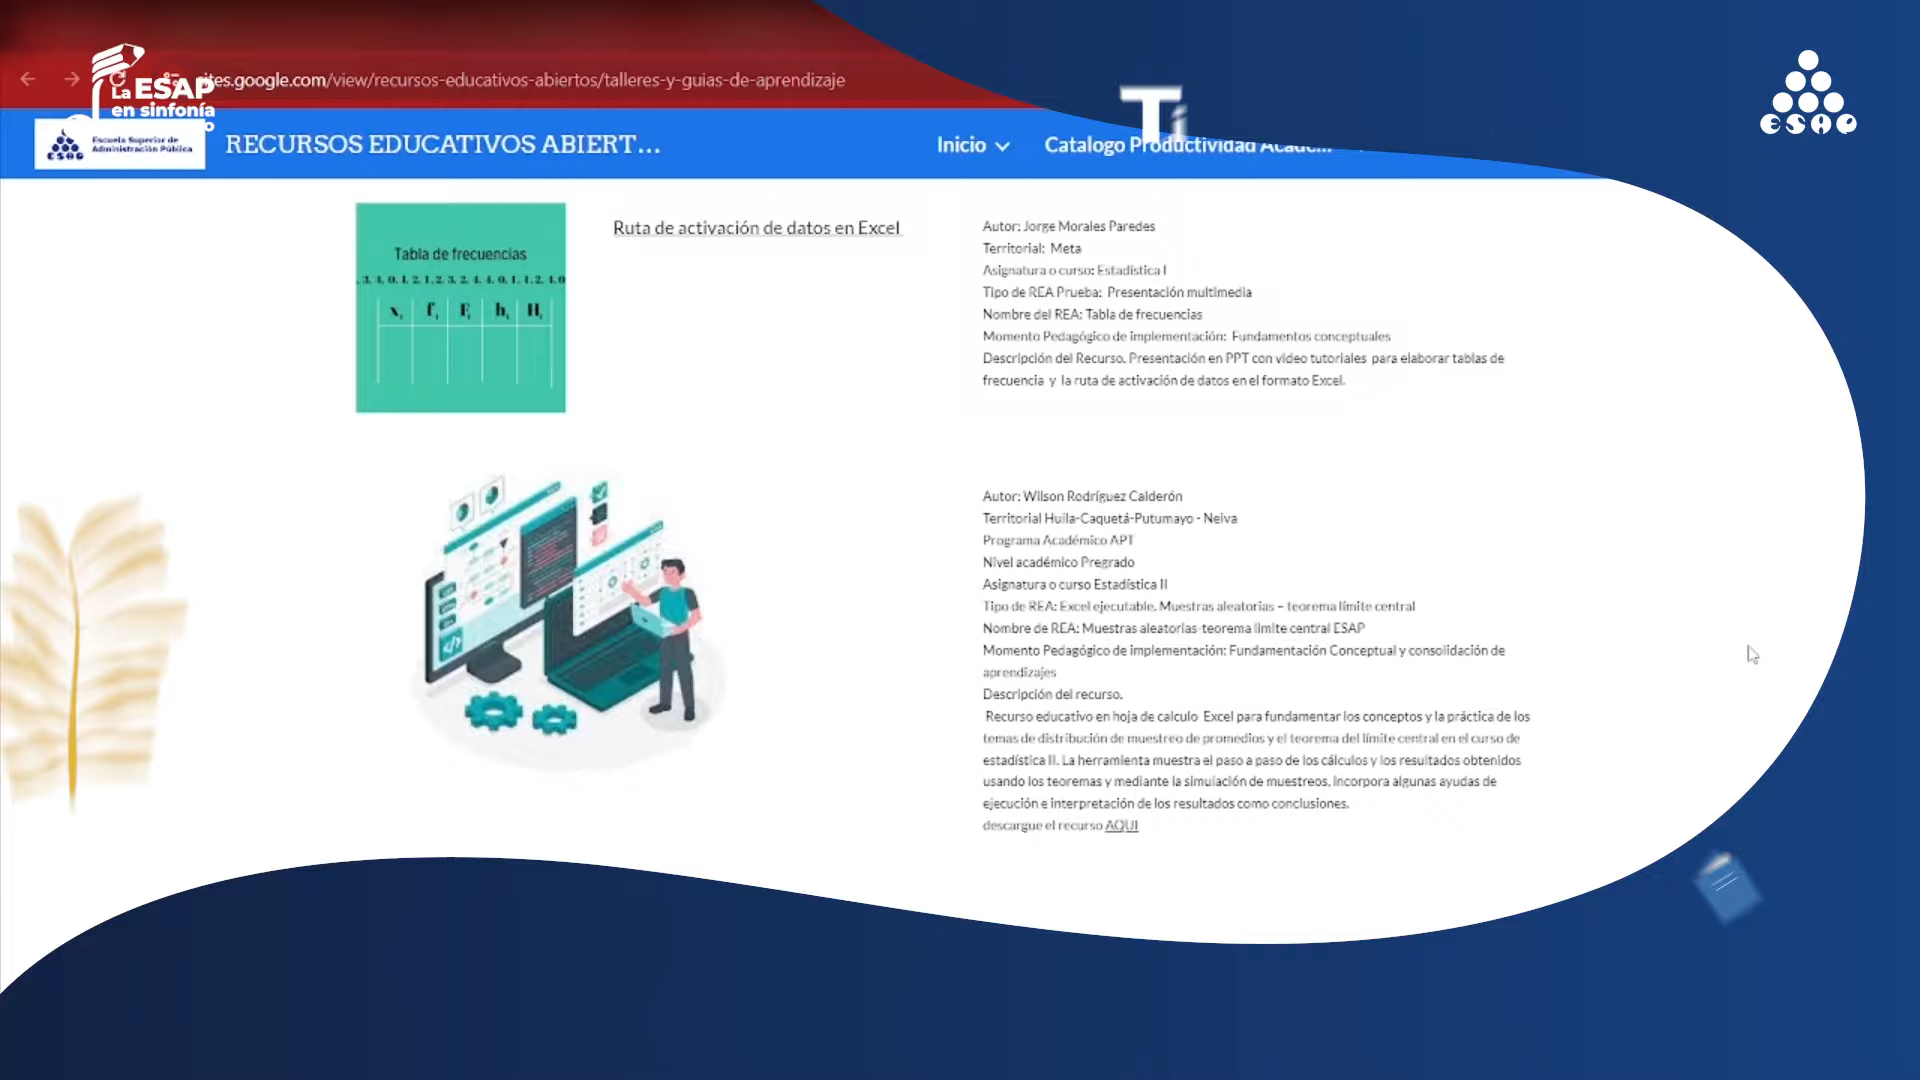 sites.google.com/view/recursos-educativos-abiertos/talleres-y-guias-de-aprendizaje
La ESAP
en sinfonía
Ti
ESAP
ESAP
Escuela Superior de
Administración Pública
RECURSOS EDUCATIVOS ABIERT...
Inicio
Catalogo Productividad Academ...
Tabla de frecuencias
xi fi Fi hi Hi
Ruta de activación de datos en Excel
Autor: Jorge Morales Paredes
Territorial: Meta
Asignatura o curso: Estadística I
Tipo de REA Prueba: Presentación multimedia
Nombre del REA: Tabla de frecuencias
Momento Pedagógico de implementación: Fundamentos conceptuales
Descripción del Recurso. Presentación en PPT con video tutoriales para elaborar tablas de
frecuencia y la ruta de activación de datos en el formato Excel.
Autor: Wilson Rodríguez Calderón
Territorial Huila-Caquetá-Putumayo - Neiva
Programa Académico APT
Nivel académico Pregrado
Asignatura o curso Estadística II
Tipo de REA: Excel ejecutable. Muestras aleatorias – teorema límite central
Nombre de REA: Muestras aleatorias-teorema límite central ESAP
Momento Pedagógico de implementación: Fundamentación Conceptual y consolidación de
aprendizajes
Descripción del recurso.
Recurso educativo en hoja de calculo Excel para fundamentar los conceptos y la práctica de los
temas de distribución de muestreo de promedios y el teorema del límite central en el curso de
estadística II. La herramienta muestra el paso a paso de los cálculos y los resultados obtenidos
usando los teoremas y mediante la simulación de muestreos, incorpora algunas ayudas de
ejecución e interpretación de los resultados como conclusiones.
descargue el recurso AQUI